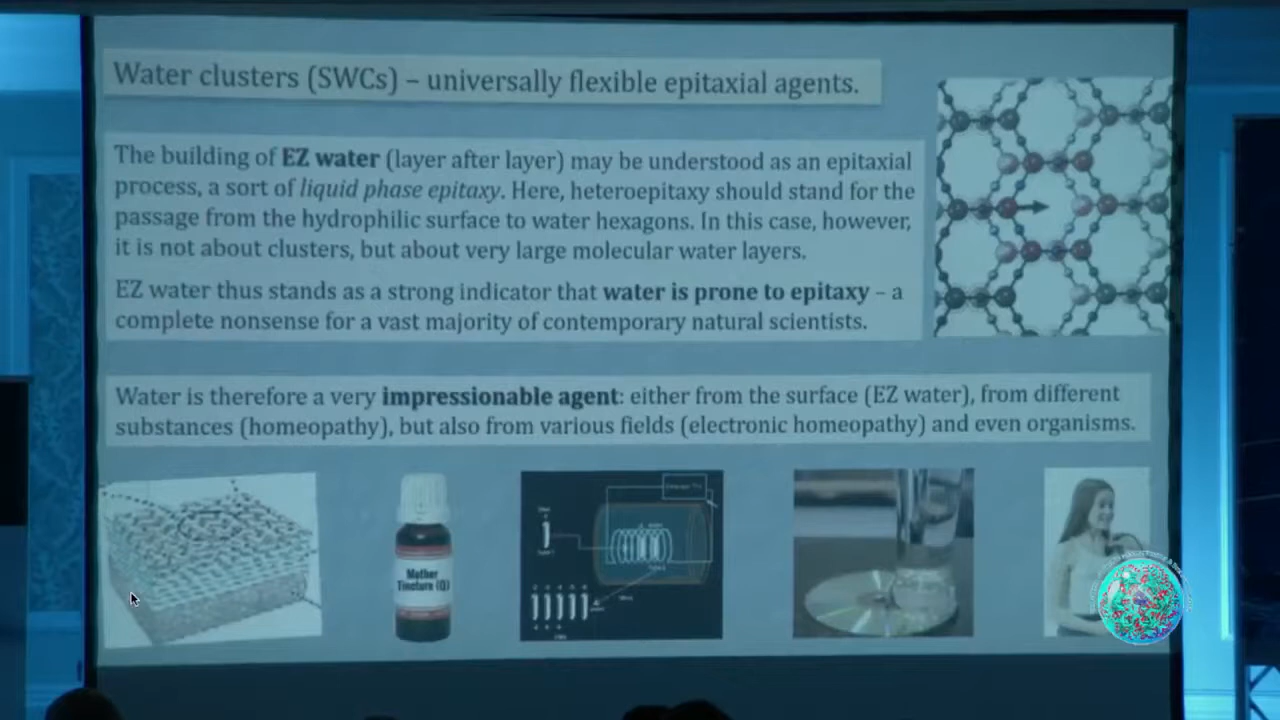 Water clusters (SWCs) – universally flexible epitaxial agents.
The building of EZ water (layer after layer) may be understood as an epitaxial
process, a sort of liquid phase epitaxy. Here, heteroepitaxy should stand for the
passage from the hydrophilic surface to water hexagons. In this case, however,
it is not about clusters, but about very large molecular water layers.
EZ water thus stands as a strong indicator that water is prone to epitaxy – a
complete nonsense for a vast majority of contemporary natural scientists.
Water is therefore a very impressionable agent: either from the surface (EZ water), from different
substances (homeopathy), but also from various fields (electronic homeopathy) and even organisms.
Mother
Tincture (Q)